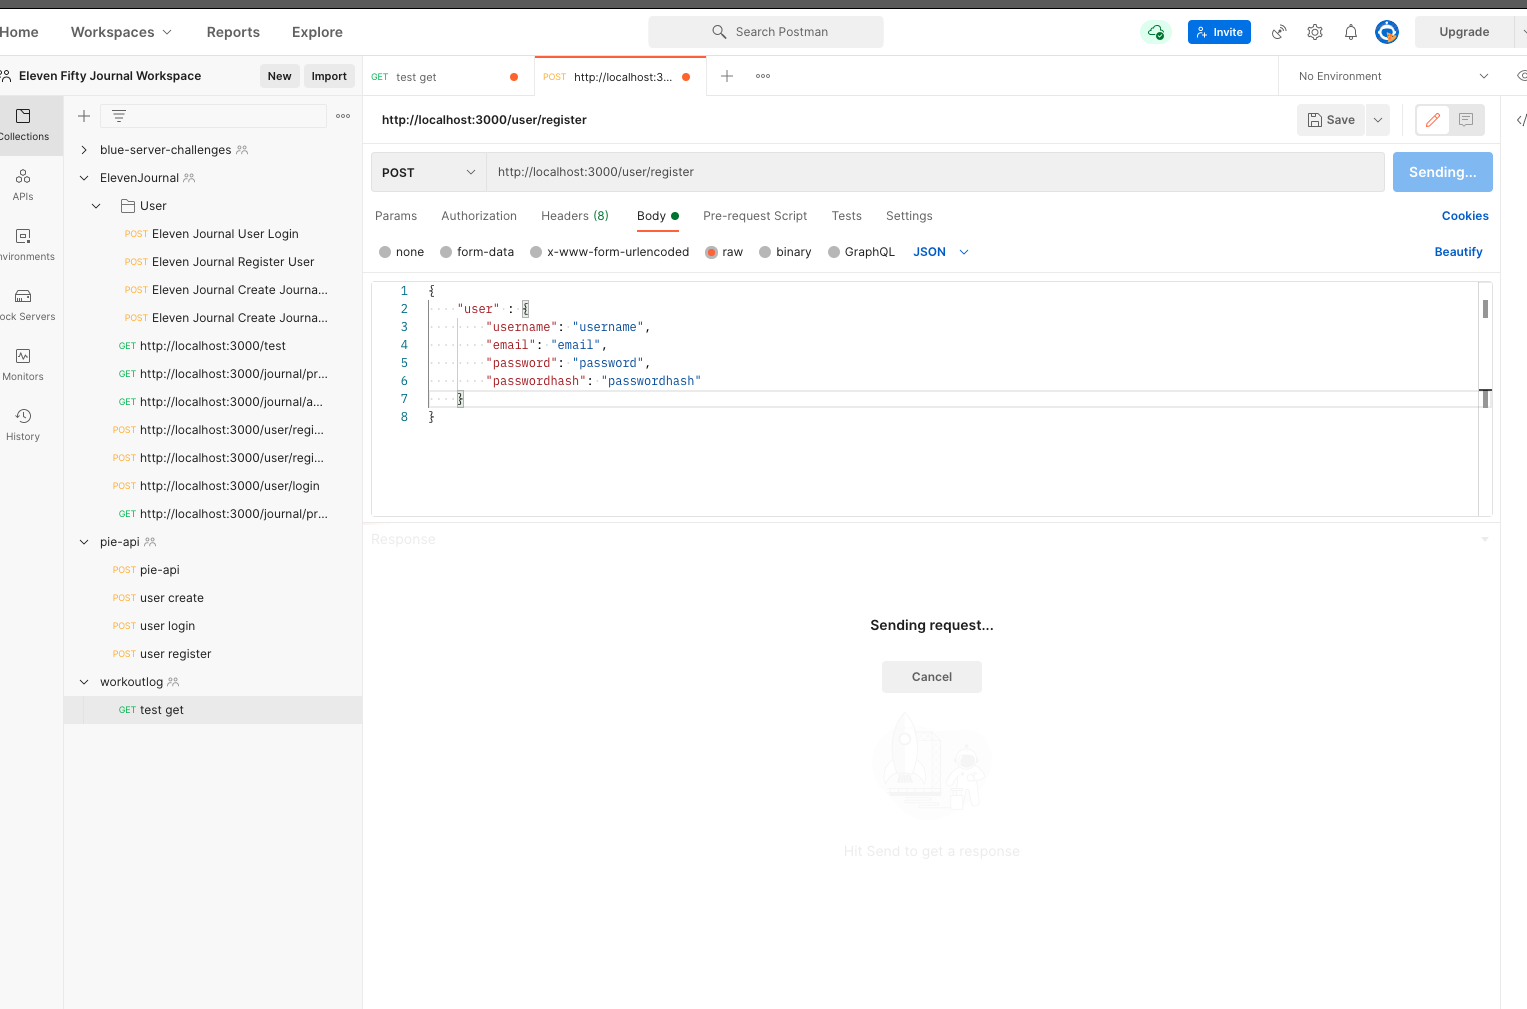 Home Workspaces Reports Explore Search Postman Invite Upgrade
Eleven Fifty Journal Workspace New Import GET test get POST http://localhost:3... No Environment
http://localhost:3000/user/register Save
Collections
APIs
nvironments
ock Servers
Monitors
History
blue-server-challenges
ElevenJournal
User
POST Eleven Journal User Login
POST Eleven Journal Register User
POST Eleven Journal Create Journa...
POST Eleven Journal Create Journa...
GET http://localhost:3000/test
GET http://localhost:3000/journal/pr...
GET http://localhost:3000/journal/a...
POST http://localhost:3000/user/regi...
POST http://localhost:3000/user/regi...
POST http://localhost:3000/user/login
GET http://localhost:3000/journal/pr...
pie-api
POST pie-api
POST user create
POST user login
POST user register
workoutlog
GET test get
POST http://localhost:3000/user/register Sending...
Params Authorization Headers (8) Body Pre-request Script Tests Settings Cookies
none form-data x-www-form-urlencoded raw binary GraphQL JSON Beautify
1 {
2 "user" : {
3 "username": "username",
4 "email": "email",
5 "password": "password",
6 "passwordhash": "passwordhash"
7 }
8 }
Response
Sending request...
Cancel
Hit Send to get a response